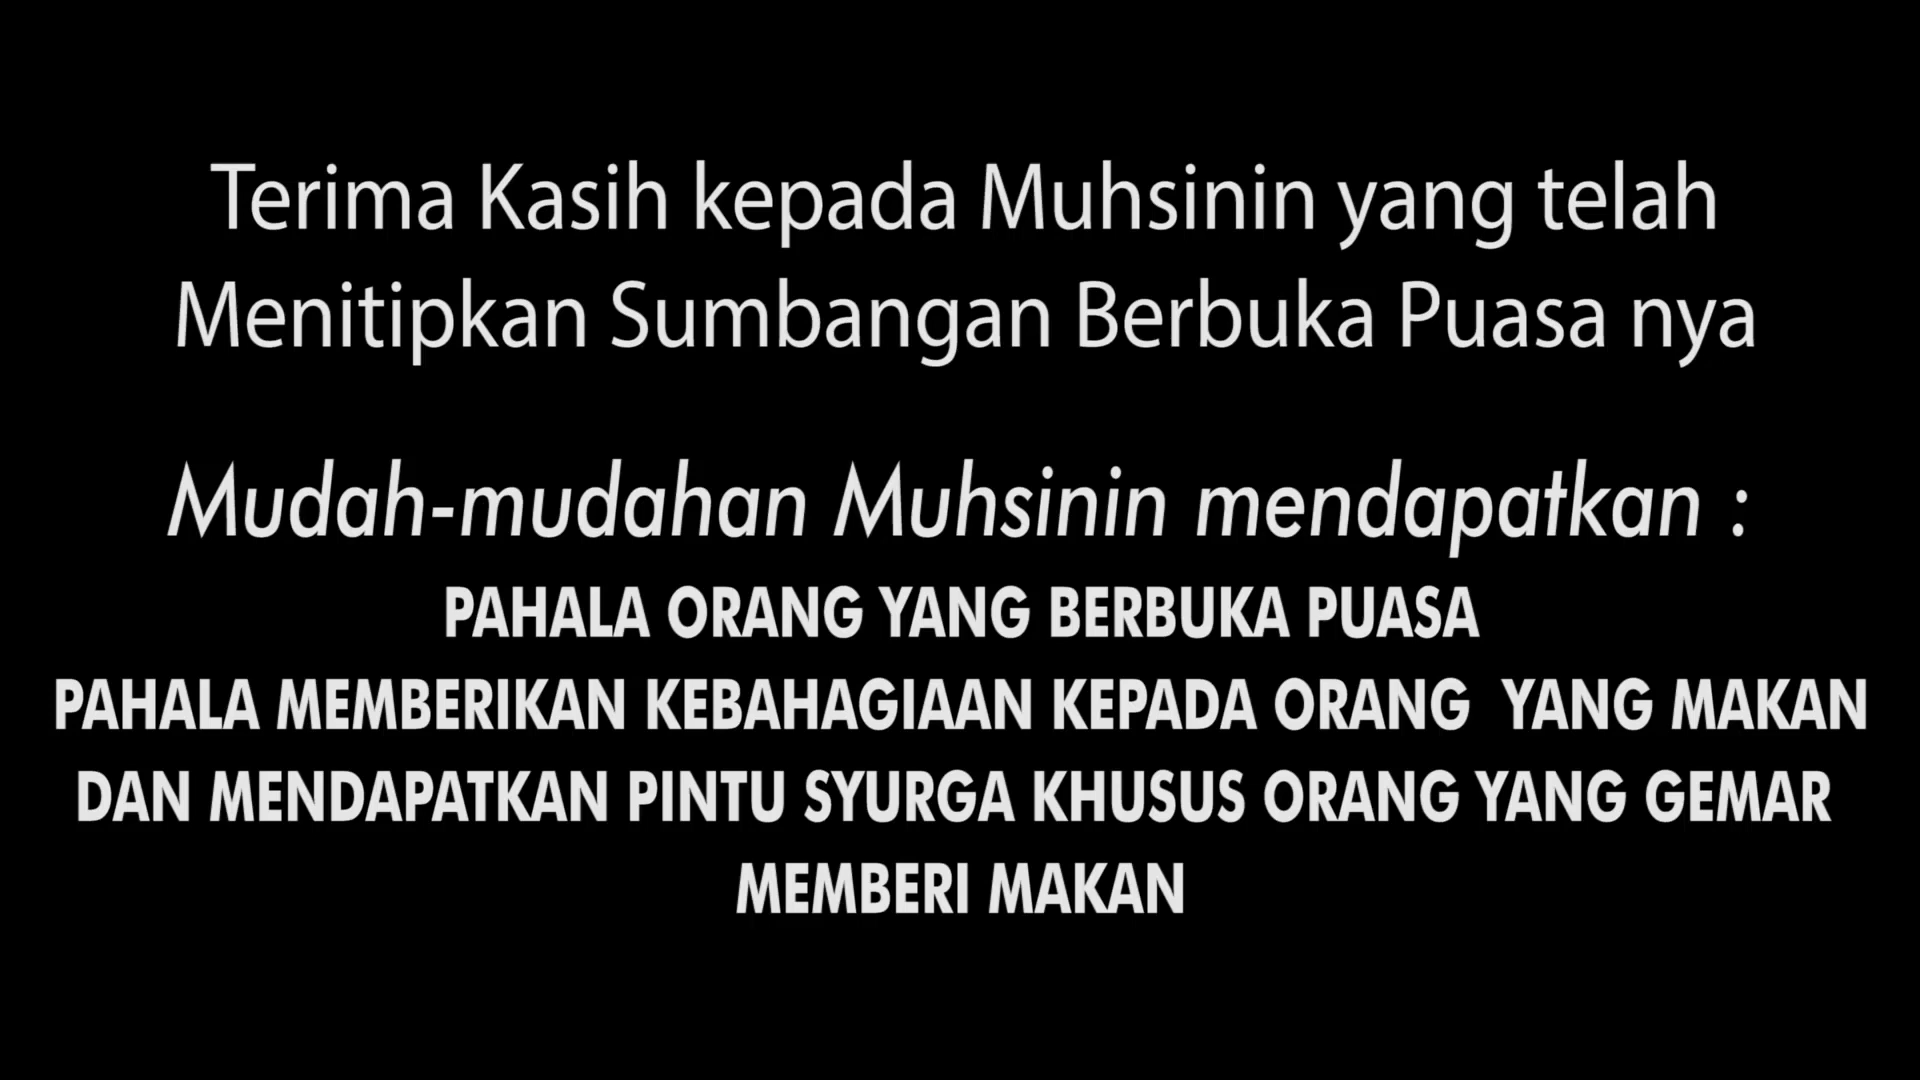 Terima Kasih kepada Muhsinin yang telah
Menitipkan Sumbangan Berbuka Puasa nya
Mudah-mudahan Muhsinin mendapatkan :
PAHALA ORANG YANG BERBUKA PUASA
PAHALA MEMBERIKAN KEBAHAGIAAN KEPADA ORANG YANG MAKAN
DAN MENDAPATKAN PINTU SYURGA KHUSUS ORANG YANG GEMAR
MEMBERI MAKAN